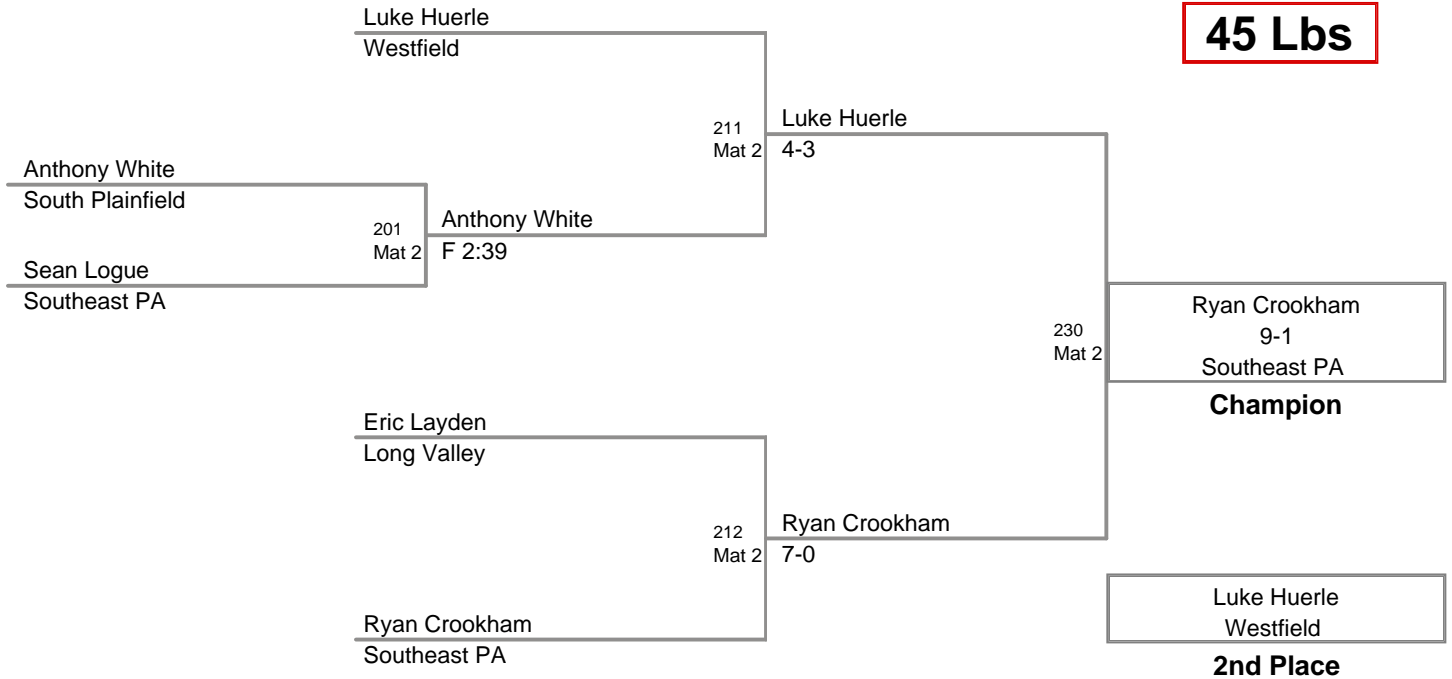 Luke Huerle
Westfield
45 Lbs
211
Mat 2
Luke Huerle
4-3
Anthony White
South Plainfield
201
Mat 2
Anthony White
F 2:39
Sean Logue
Southeast PA
230
Mat 2
Ryan Crookham
9-1
Southeast PA
Champion
Eric Layden
Long Valley
212
Mat 2
Ryan Crookham
7-0
Ryan Crookham
Southeast PA
Luke Huerle
Westfield
2nd Place